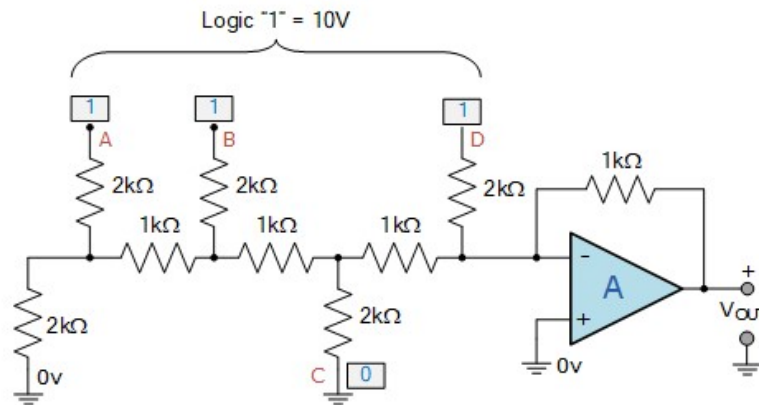 Logic "1" = 10V
1 1 1
A B D
2kΩ 2kΩ 2kΩ 1kΩ
1kΩ 1kΩ 1kΩ
- A +
2kΩ 2kΩ + VOUT
0v C 0 0v